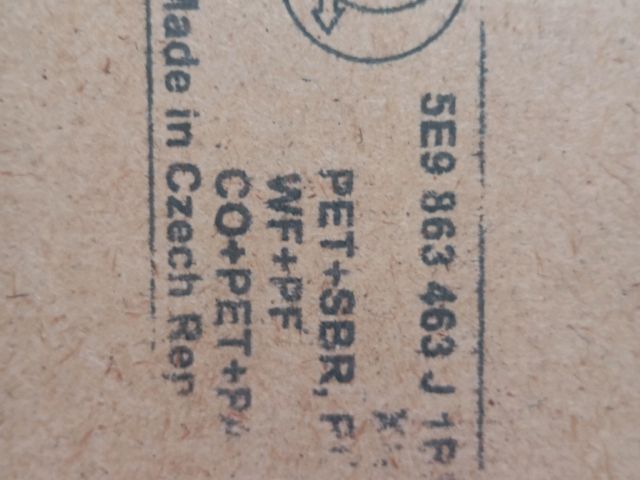 5E9 863 463 J
PET+SBR,
WF+PF
CO+PET+
Made in Czech